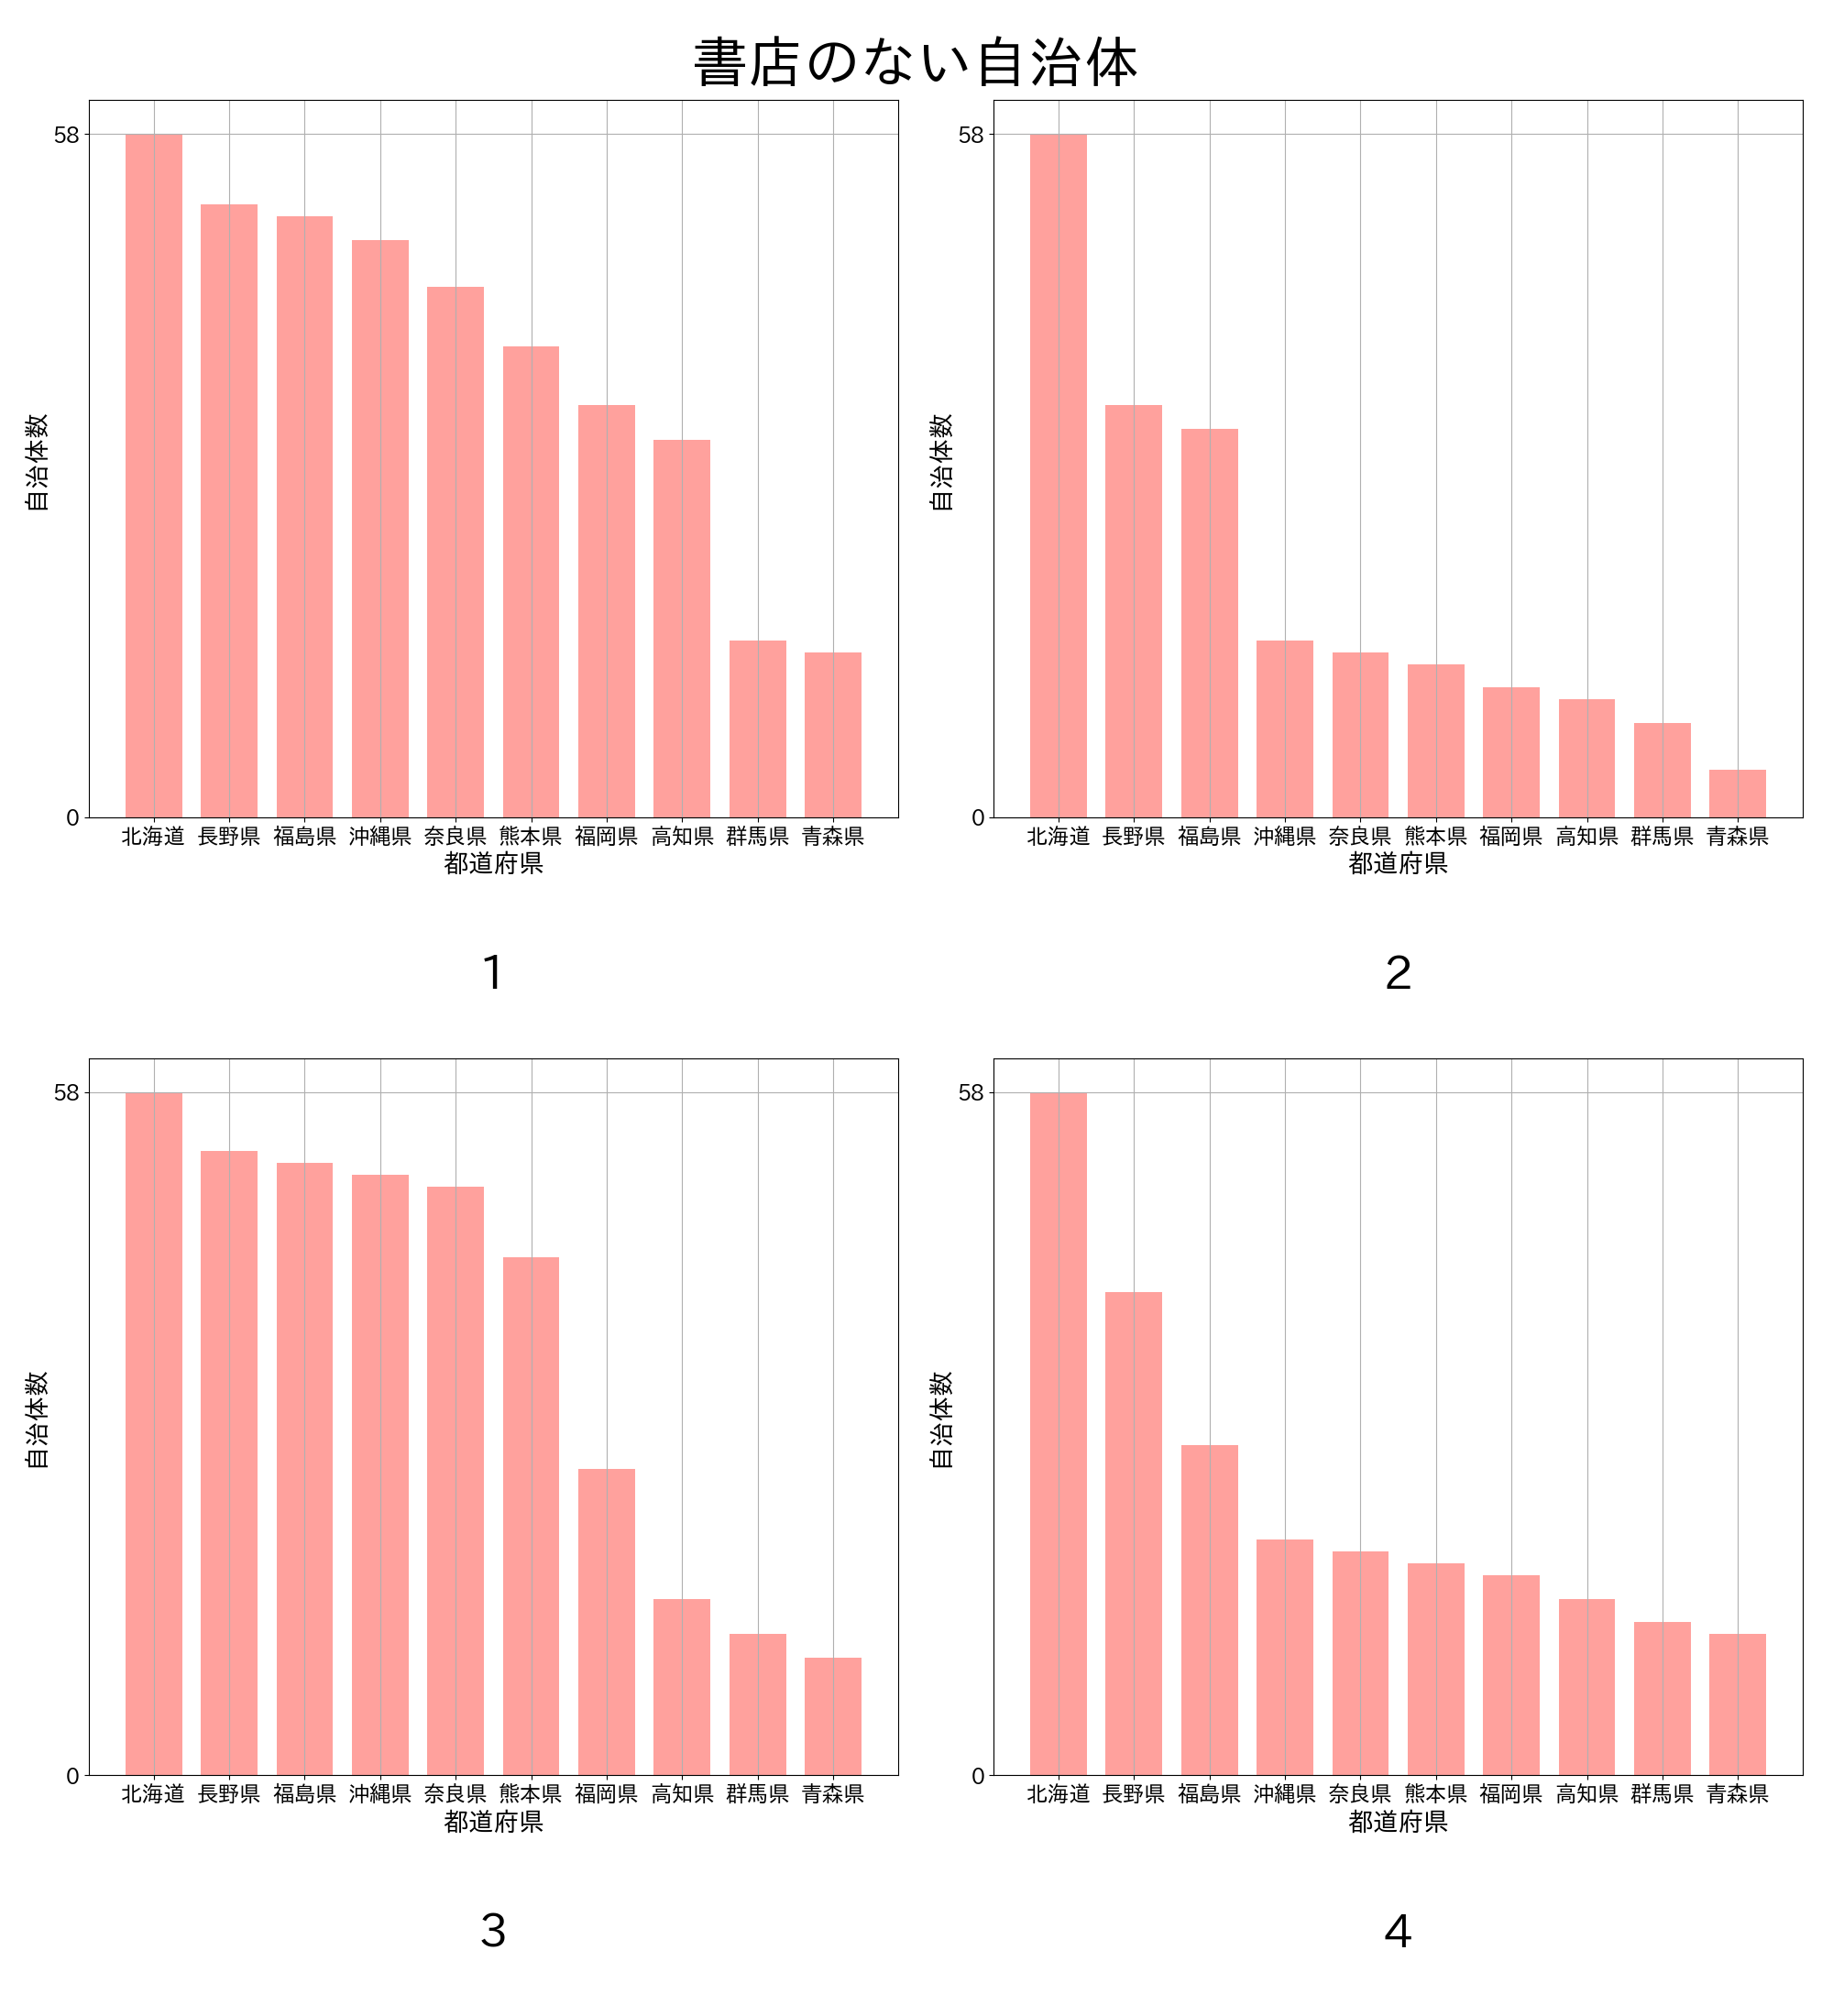 書店のない自治体
58
0
自治体数
北海道 長野県 福島県 沖縄県 奈良県 熊本県 福岡県 高知県 群馬県 青森県
都道府県
1
58
0
自治体数
北海道 長野県 福島県 沖縄県 奈良県 熊本県 福岡県 高知県 群馬県 青森県
都道府県
2
58
0
自治体数
北海道 長野県 福島県 沖縄県 奈良県 熊本県 福岡県 高知県 群馬県 青森県
都道府県
3
58
0
自治体数
北海道 長野県 福島県 沖縄県 奈良県 熊本県 福岡県 高知県 群馬県 青森県
都道府県
4